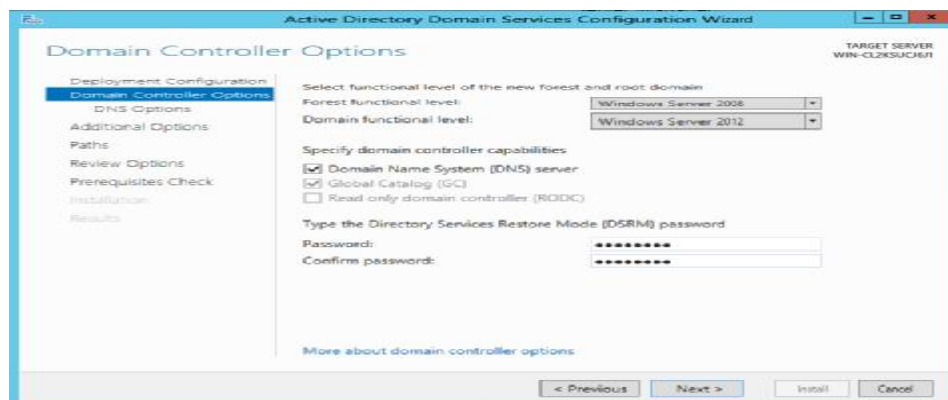 Active Directory Domain Services Configuration Wizard
Domain Controller Options
TARGET SERVER
WIN-CL2KSUCJ6J1
Deployment Configuration
Domain Controller Options
DNS Options
Additional Options
Paths
Review Options
Prerequisites Check
Installation
Results
Select functional level of the new forest and root domain
Forest functional level:
Windows Server 2008
Domain functional level:
Windows Server 2012
Specify domain controller capabilities
Domain Name System (DNS) server
Global Catalog (GC)
Read only domain controller (RODC)
Type the Directory Services Restore Mode (DSRM) password
Password:
••••••••
Confirm password:
••••••••
More about domain controller options
< Previous
Next >
Install
Cancel